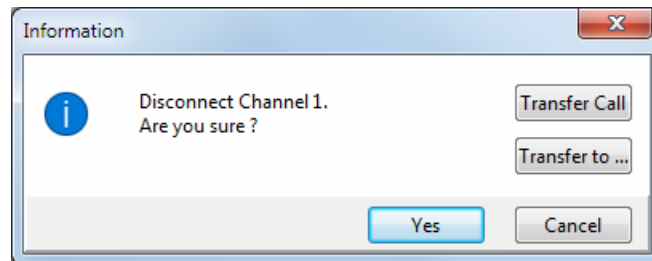 Information
Disconnect Channel 1.
Are you sure ?
Transfer Call
Transfer to ...
Yes
Cancel